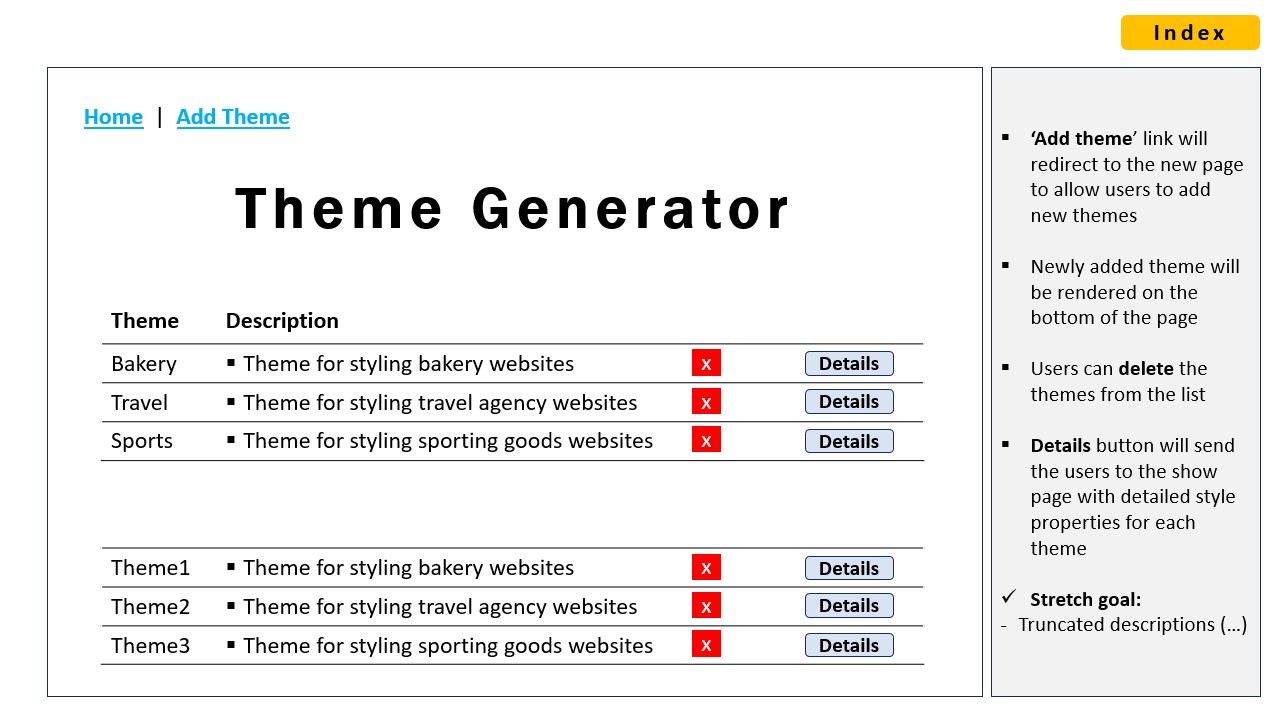 Index
Home | Add Theme
Theme Generator
Theme Description
Bakery ▪ Theme for styling bakery websites x Details
Travel ▪ Theme for styling travel agency websites x Details
Sports ▪ Theme for styling sporting goods websites x Details
Theme1 ▪ Theme for styling bakery websites x Details
Theme2 ▪ Theme for styling travel agency websites x Details
Theme3 ▪ Theme for styling sporting goods websites x Details
▪ ‘Add theme’ link will
redirect to the new page
to allow users to add
new themes
▪ Newly added theme will
be rendered on the
bottom of the page
▪ Users can delete the
themes from the list
▪ Details button will send
the users to the show
page with detailed style
properties for each
theme
✓ Stretch goal:
- Truncated descriptions (…)